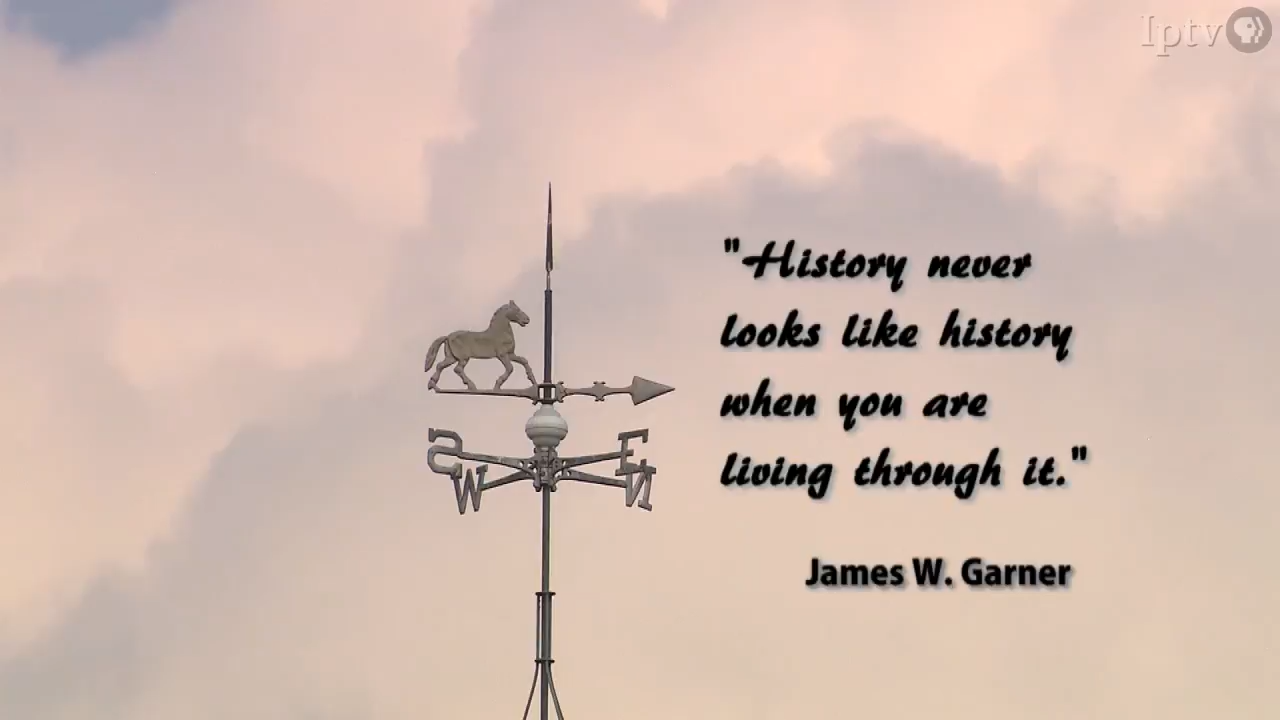 Iptv
"History never
looks like history
when you are
living through it."
James W. Garner
S
E
W
N